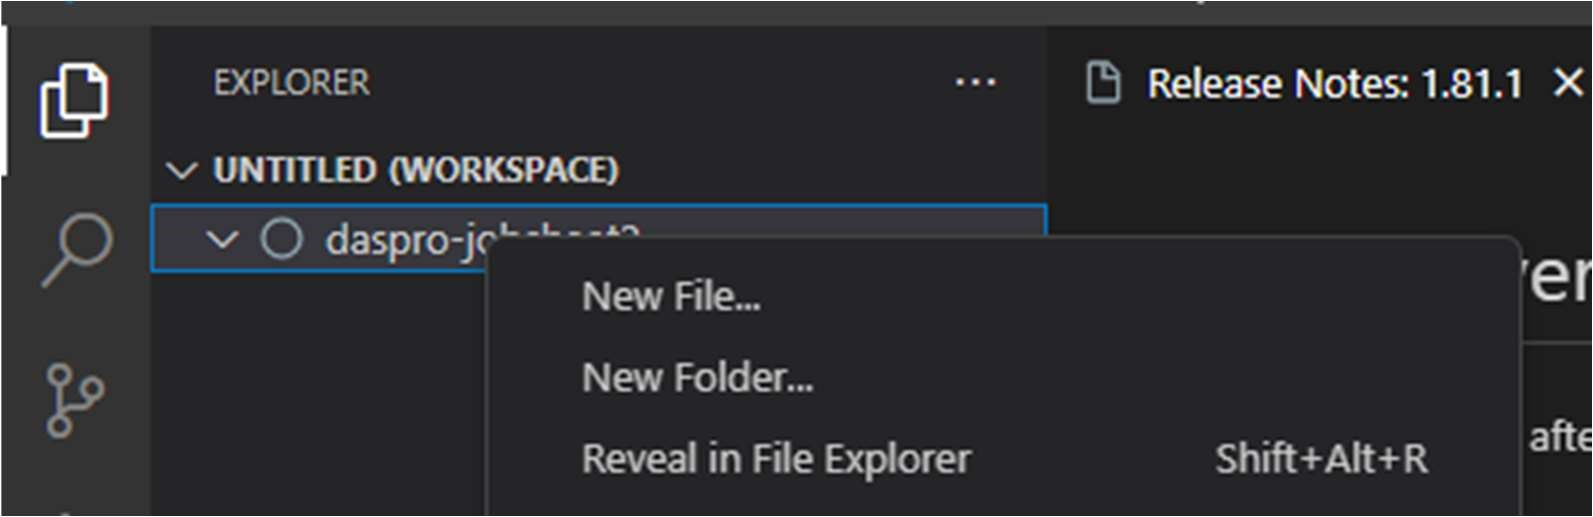 EXPLORER
Release Notes: 1.81.1
UNTITLED (WORKSPACE)
New File...
New Folder...
Reveal in File Explorer Shift+Alt+R